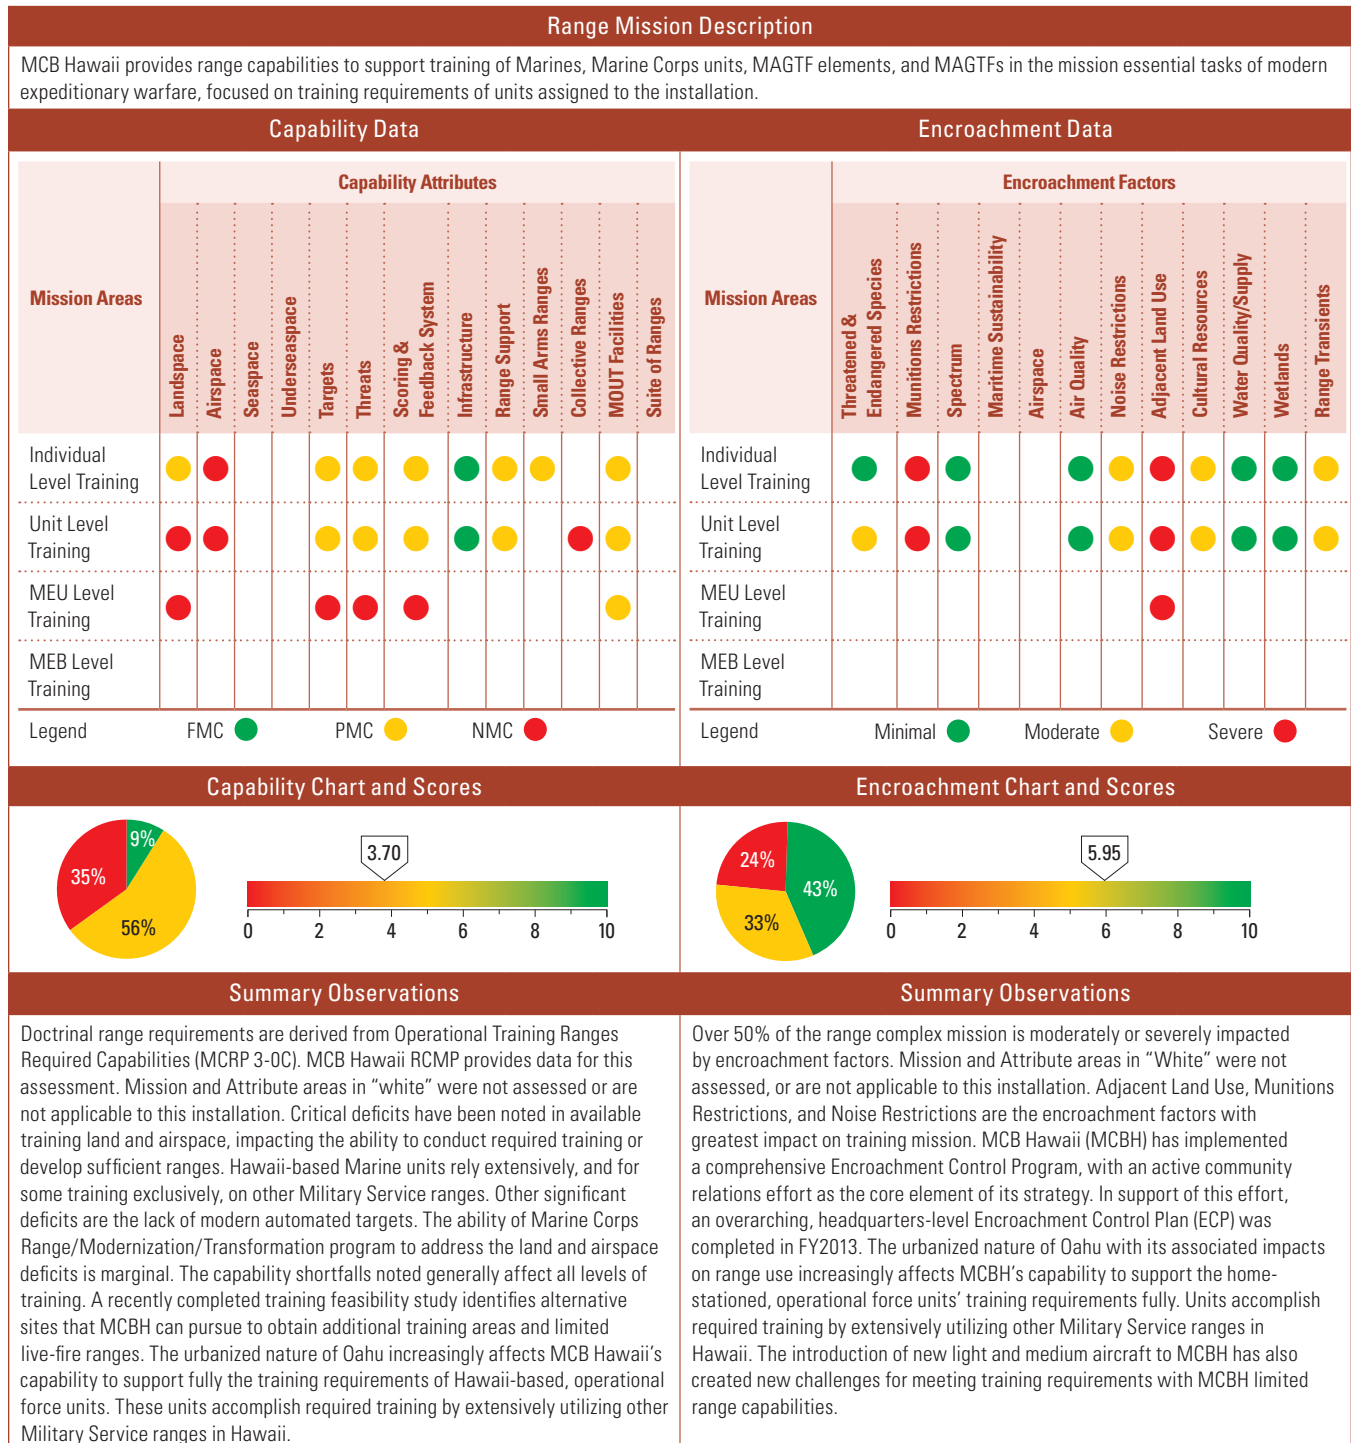 Range Mission Description
MCB Hawaii provides range capabilities to support training of Marines, Marine Corps units, MAGTF elements, and MAGTFs in the mission essential tasks of modern
expeditionary warfare, focused on training requirements of units assigned to the installation.
Capability Data
Mission Areas
Capability Attributes
Landspace
Airspace
Seaspace
Underseaspace
Targets
Threats
Scoring &
Feedback System
Infrastructure
Range Support
Small Arms Ranges
Collective Ranges
MOUT Facilities
Suite of Ranges
Individual
Level Training
Unit Level
Training
MEU Level
Training
MEB Level
Training
Legend
FMC
PMC
NMC
Encroachment Data
Mission Areas
Encroachment Factors
Threatened &
Endangered Species
Munitions Restrictions
Spectrum
Maritime Sustainability
Airspace
Air Quality
Noise Restrictions
Adjacent Land Use
Cultural Resources
Water Quality/Supply
Wetlands
Range Transients
Individual
Level Training
Unit Level
Training
MEU Level
Training
MEB Level
Training
Legend
Minimal
Moderate
Severe
Capability Chart and Scores
9%
35%
56%
3.70
0 2 4 6 8 10
Encroachment Chart and Scores
24%
43%
33%
5.95
0 2 4 6 8 10
Summary Observations
Doctrinal range requirements are derived from Operational Training Ranges
Required Capabilities (MCRP 3-0C). MCB Hawaii RCMP provides data for this
assessment. Mission and Attribute areas in "white" were not assessed or are
not applicable to this installation. Critical deficits have been noted in available
training land and airspace, impacting the ability to conduct required training or
develop sufficient ranges. Hawaii-based Marine units rely extensively, and for
some training exclusively, on other Military Service ranges. Other significant
deficits are the lack of modern automated targets. The ability of Marine Corps
Range/Modernization/Transformation program to address the land and airspace
deficits is marginal. The capability shortfalls noted generally affect all levels of
training. A recently completed training feasibility study identifies alternative
sites that MCBH can pursue to obtain additional training areas and limited
live-fire ranges. The urbanized nature of Oahu increasingly affects MCB Hawaii's
capability to support fully the training requirements of Hawaii-based, operational
force units. These units accomplish required training by extensively utilizing other
Military Service ranges in Hawaii.
Summary Observations
Over 50% of the range complex mission is moderately or severely impacted
by encroachment factors. Mission and Attribute areas in "White" were not
assessed, or are not applicable to this installation. Adjacent Land Use, Munitions
Restrictions, and Noise Restrictions are the encroachment factors with
greatest impact on training mission. MCB Hawaii (MCBH) has implemented
a comprehensive Encroachment Control Program, with an active community
relations effort as the core element of its strategy. In support of this effort,
an overarching, headquarters-level Encroachment Control Plan (ECP) was
completed in FY2013. The urbanized nature of Oahu with its associated impacts
on range use increasingly affects MCBH's capability to support the home-
stationed, operational force units' training requirements fully. Units accomplish
required training by extensively utilizing other Military Service ranges in
Hawaii. The introduction of new light and medium aircraft to MCBH has also
created new challenges for meeting training requirements with MCBH limited
range capabilities.